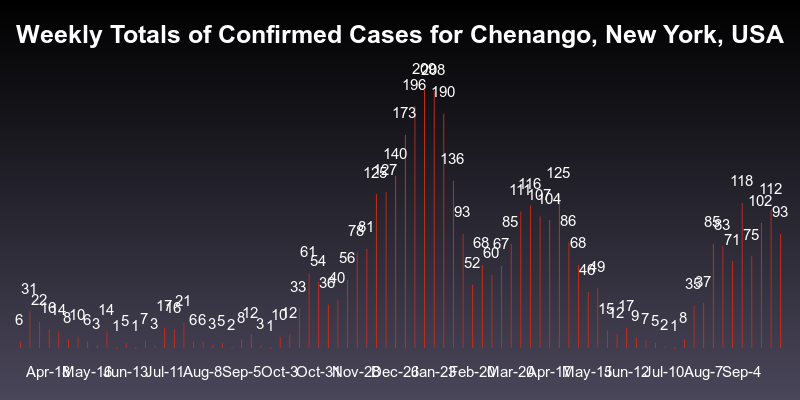 Weekly Totals of Confirmed Cases for Chenango, New York, USA
6 31 22 16 14 8 10 6 3 14 1 5 1 7 3 17 16 21 6 6 3 5 2 8 12 3 1 10 12 33 61 54 36 40 56 78 81 127 140 173 196 209 208 190 136 93 52 68 60 67 85 111 116 107 104 125 86 68 46 49 15 12 17 9 7 5 2 1 8 35 37 85 83 71 118 75 102 112 93
Apr-18 May-16 Jun-13 Jul-11 Aug-8 Sep-5 Oct-3 Oct-31 Nov-28 Dec-26 Jan-23 Feb-20 Mar-20 Apr-17 May-15 Jun-12 Jul-10 Aug-7 Sep-4